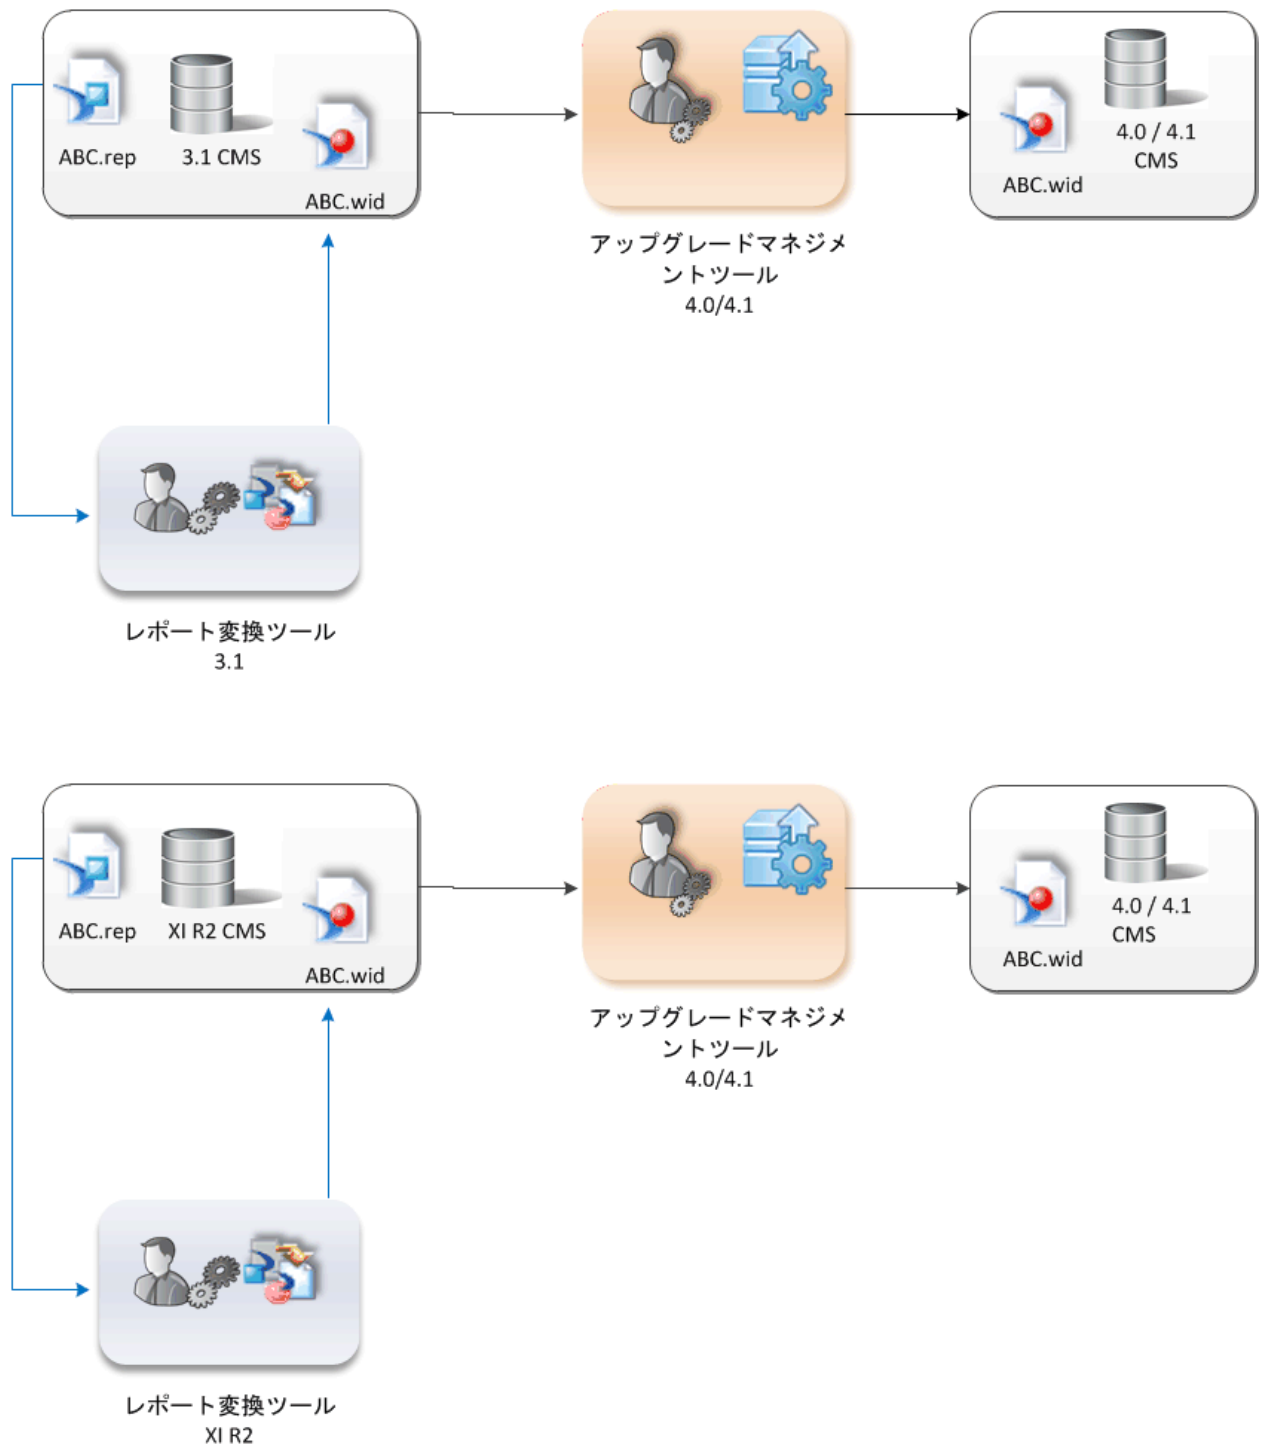 ABC.rep
3.1 CMS
ABC.wid
アップグレードマネジメ
ントツール
4.0/4.1
4.0 / 4.1
CMS
ABC.wid
レポート変換ツール
3.1
ABC.rep
XI R2 CMS
ABC.wid
アップグレードマネジメ
ントツール
4.0/4.1
4.0 / 4.1
CMS
ABC.wid
レポート変換ツール
XI R2